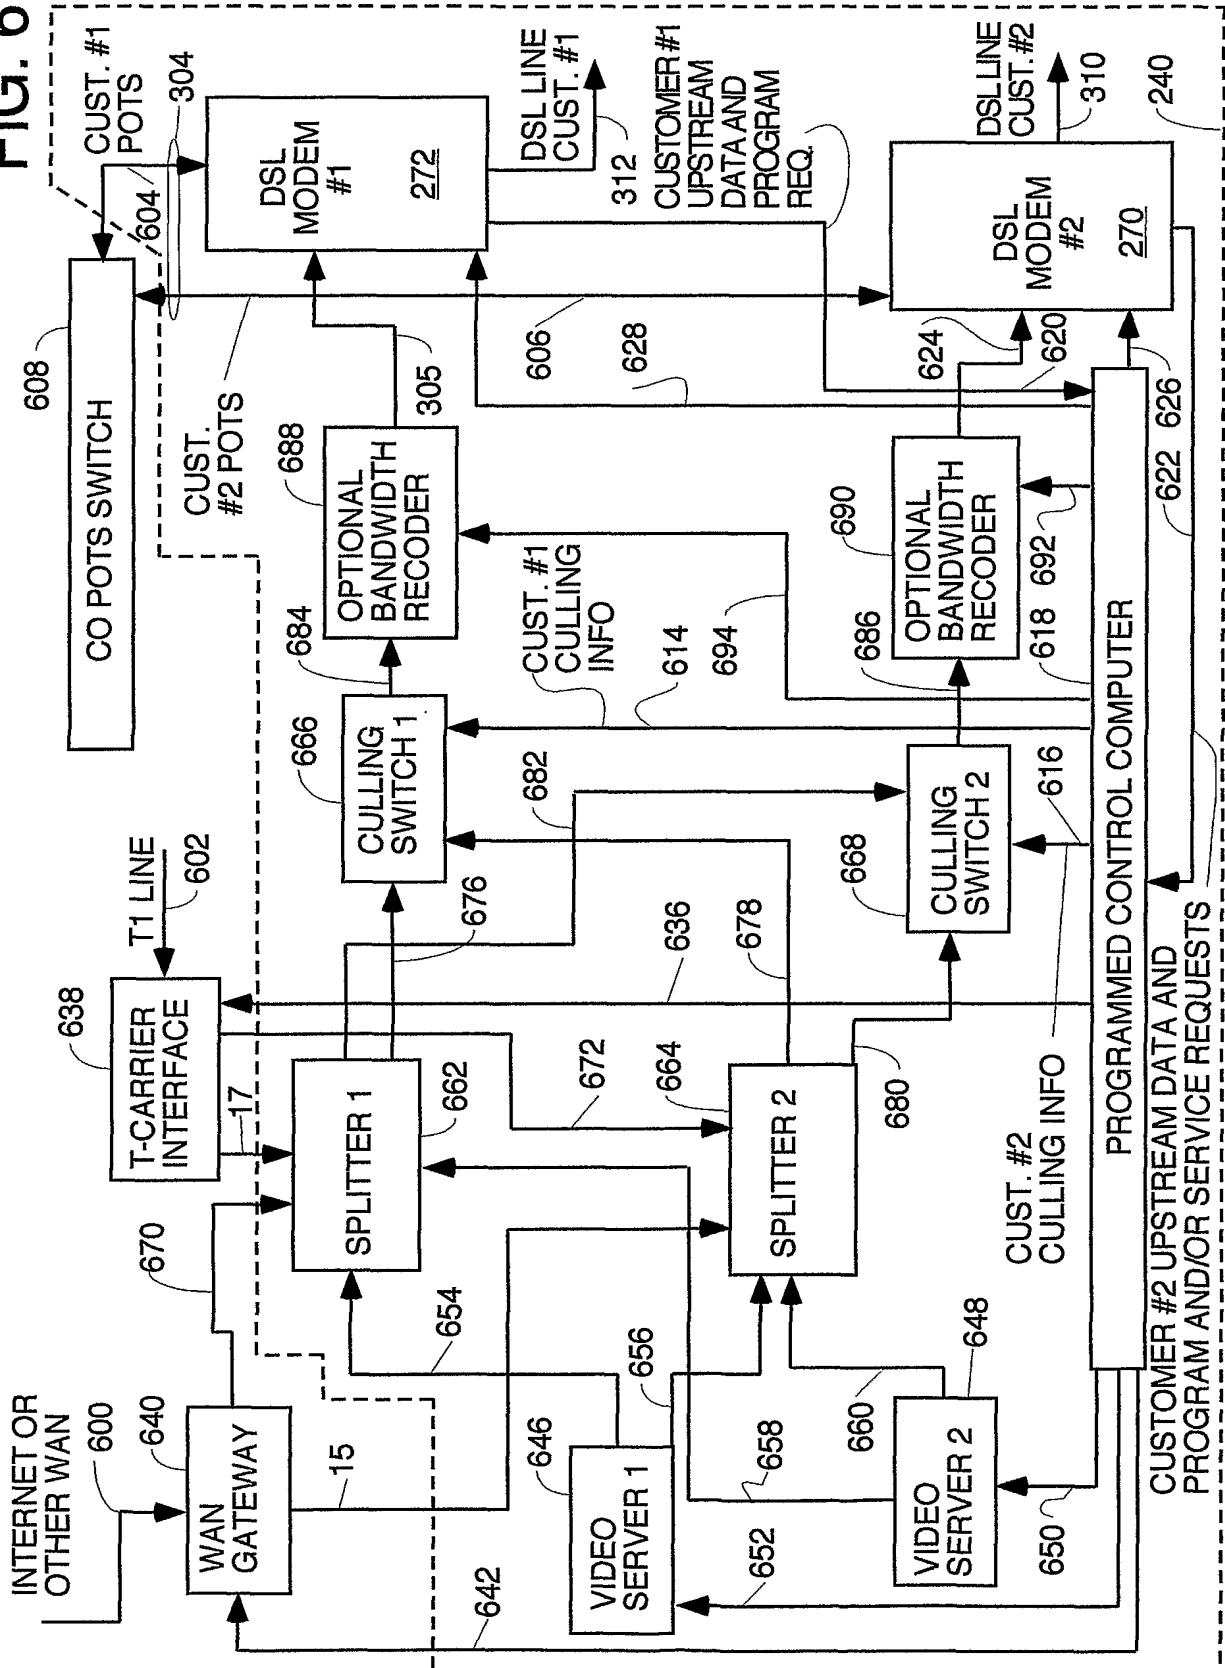 FIG. 6
INTERNET OR
OTHER WAN
600
640
WAN
GATEWAY
642
15
670
638
T-CARRIER
INTERFACE
T1 LINE
602
17
608
CO POTS SWITCH
CUST. #1
POTS
604
304
CUST.
#2 POTS
SPLITTER 1
662
654
672
676
682
666
CULLING
SWITCH 1
684
688
OPTIONAL
BANDWIDTH
RECODER
305
DSL
MODEM
#1
272
DSL LINE
CUST. #1
312
CUSTOMER #1
UPSTREAM
DATA AND
PROGRAM
REQ.
606
628
CUST. #1
CULLING
INFO
614
694
636
646
VIDEO
SERVER 1
656
652
658
SPLITTER 2
664
678
680
660
648
VIDEO
SERVER 2
650
668
CULLING
SWITCH 2
616
CUST. #2
CULLING INFO
686
690
OPTIONAL
BANDWIDTH
RECODER
692
618
624
620
626
622
DSL
MODEM
#2
270
DSL LINE
CUST. #2
310
240
PROGRAMMED CONTROL COMPUTER
CUSTOMER #2 UPSTREAM DATA AND
PROGRAM AND/OR SERVICE REQUESTS